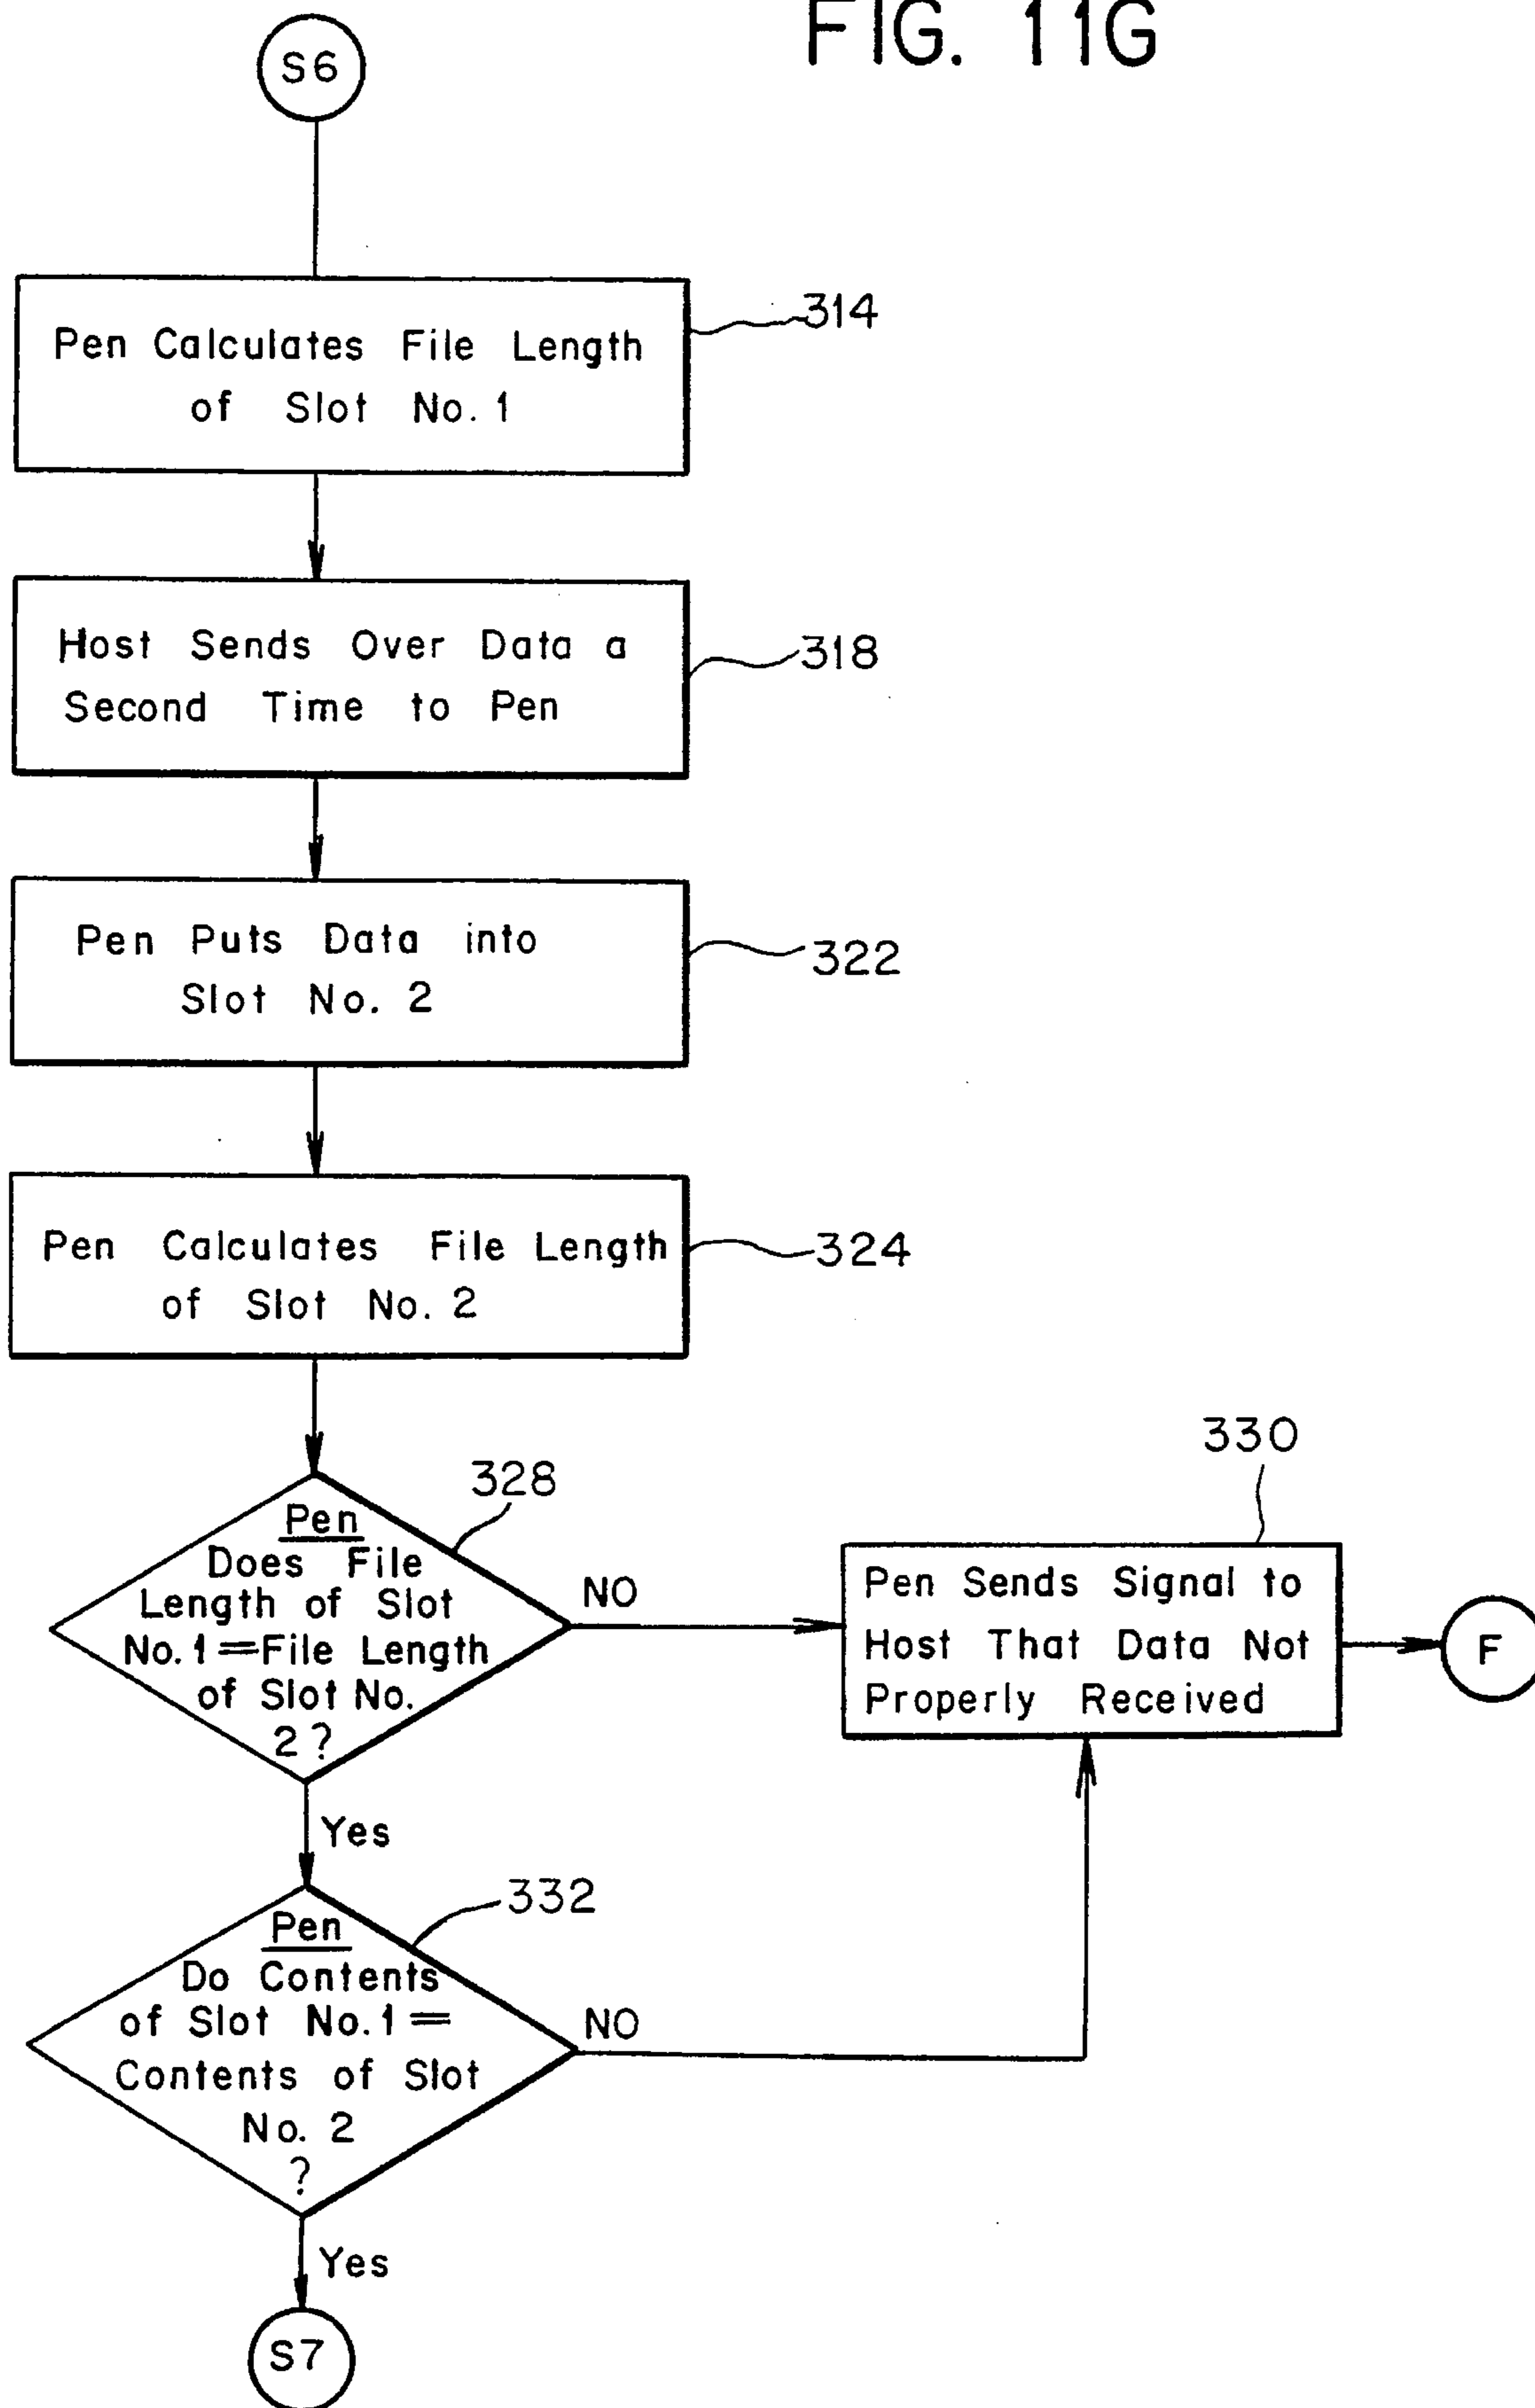 FIG. 11G
S6
314
Pen Calculates File Length
of Slot No. 1
318
Host Sends Over Data a
Second Time to Pen
322
Pen Puts Data into
Slot No. 2
324
Pen Calculates File Length
of Slot No. 2
328
Pen
Does File
Length of Slot
No. 1 = File Length
of Slot No.
2 ?
NO
330
Pen Sends Signal to
Host That Data Not
Properly Received
F
Yes
332
Pen
Do Contents
of Slot No. 1 =
Contents of Slot
No. 2
?
NO
Yes
S7